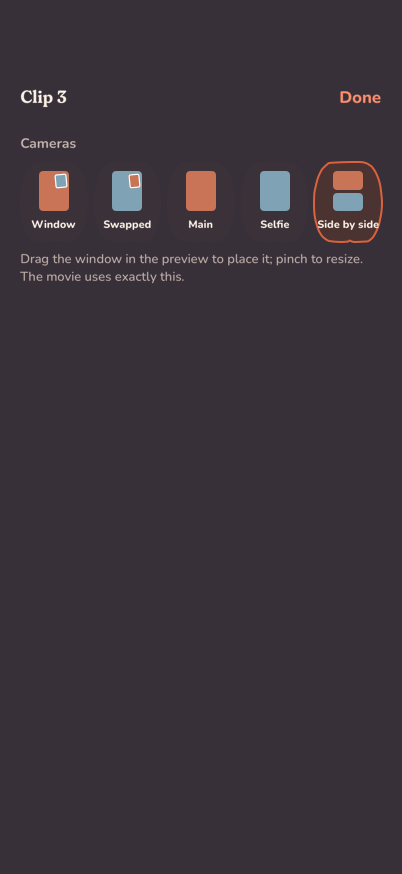 Clip 3
Done
Cameras
Window
Swapped
Main
Selfie
Side by side
Drag the window in the preview to place it; pinch to resize.
The movie uses exactly this.